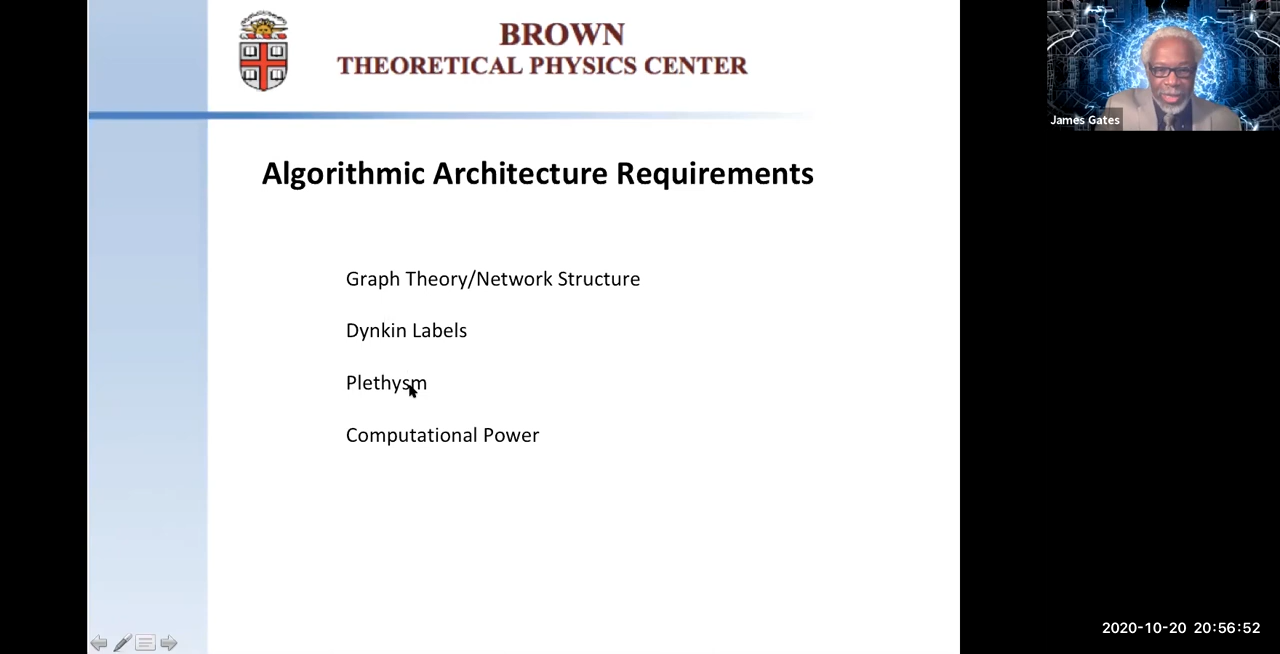 BROWN
THEORETICAL PHYSICS CENTER
James Gates
Algorithmic Architecture Requirements
Graph Theory/Network Structure
Dynkin Labels
Plethysm
Computational Power
2020-10-20 20:56:52